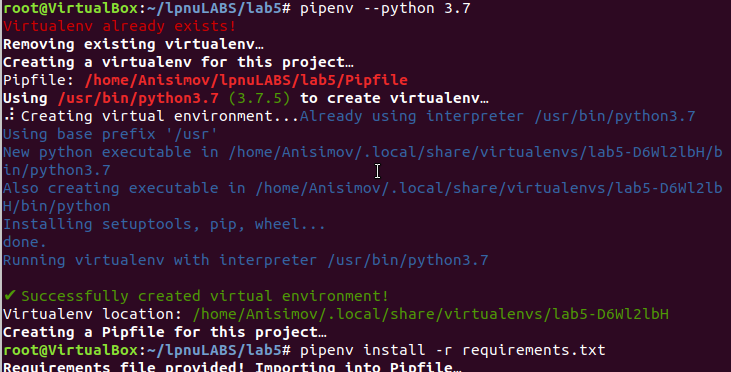 root@VirtualBox:~/lpnuLABS/lab5# pipenv --python 3.7
Virtualenv already exists!
Removing existing virtualenv…
Creating a virtualenv for this project…
Pipfile: /home/Anisimov/lpnuLABS/lab5/Pipfile
Using /usr/bin/python3.7 (3.7.5) to create virtualenv…
⠼ Creating virtual environment...Already using interpreter /usr/bin/python3.7
Using base prefix '/usr'
New python executable in /home/Anisimov/.local/share/virtualenvs/lab5-D6Wl2lbH/b
in/python3.7
Also creating executable in /home/Anisimov/.local/share/virtualenvs/lab5-D6Wl2lb
H/bin/python
Installing setuptools, pip, wheel...
done.
Running virtualenv with interpreter /usr/bin/python3.7
✔ Successfully created virtual environment!
Virtualenv location: /home/Anisimov/.local/share/virtualenvs/lab5-D6Wl2lbH
Creating a Pipfile for this project…
root@VirtualBox:~/lpnuLABS/lab5# pipenv install -r requirements.txt
Requirements file provided! Importing into Pipfile…